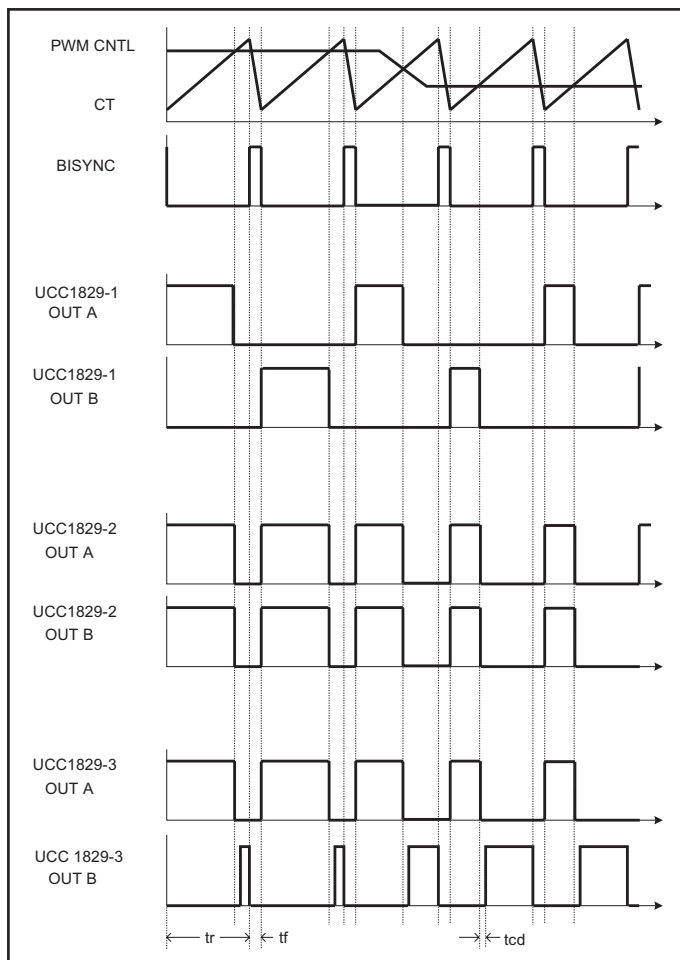 PWM CNTL
CT
BISYNC
UCC1829-1
OUT A
UCC1829-1
OUT B
UCC1829-2
OUT A
UCC1829-2
OUT B
UCC1829-3
OUT A
UCC 1829-3
OUT B
tr tf tcd